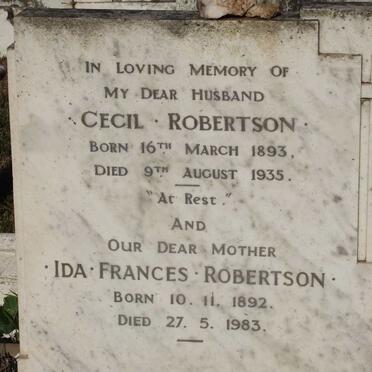 IN LOVING MEMORY OF
MY DEAR HUSBAND
· CECIL · ROBERTSON ·
BORN 16TH MARCH 1893.
DIED 9TH AUGUST 1935.
"AT REST."
AND
OUR DEAR MOTHER
· IDA · FRANCES · ROBERTSON ·
BORN 10. 11. 1892.
DIED 27. 5. 1983.